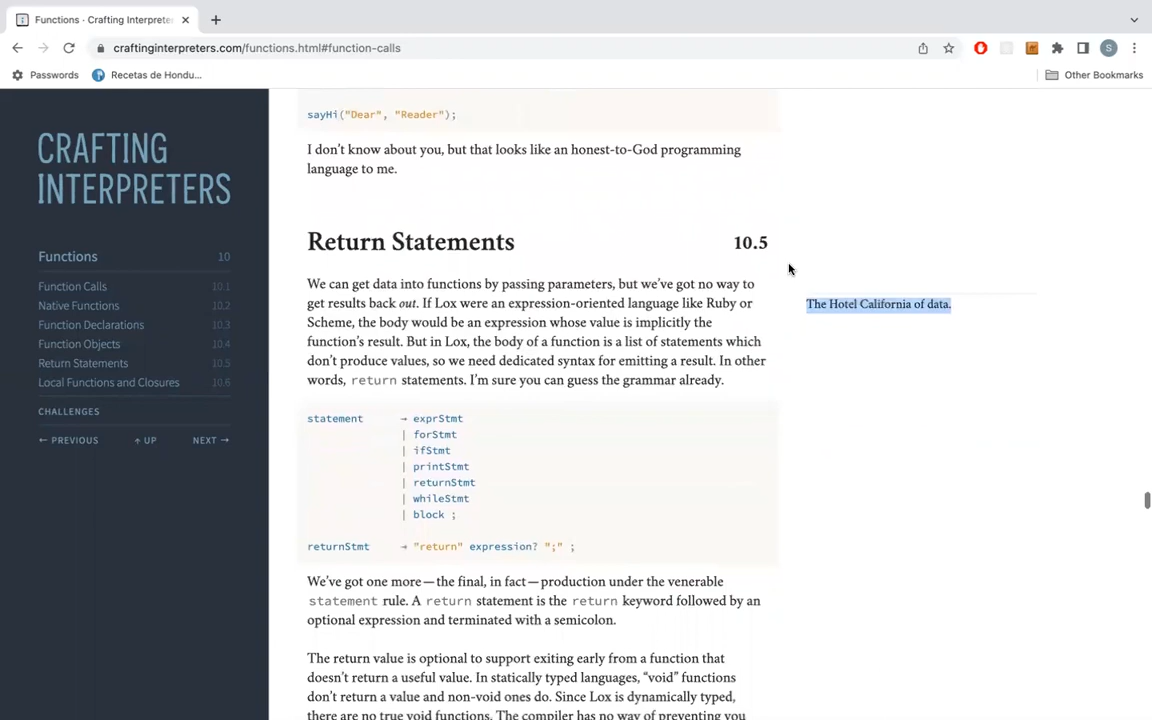 Functions · Crafting Interprete
craftinginterpreters.com/functions.html#function-calls
S
Passwords
Recetas de Hondu...
Other Bookmarks
CRAFTING
INTERPRETERS
Functions 10
Function Calls 10.1
Native Functions 10.2
Function Declarations 10.3
Function Objects 10.4
Return Statements 10.5
Local Functions and Closures 10.6
CHALLENGES
← PREVIOUS ↑ UP NEXT →
sayHi("Dear", "Reader");
I don’t know about you, but that looks like an honest-to-God programming
language to me.
Return Statements 10.5
We can get data into functions by passing parameters, but we’ve got no way to
get results back out. If Lox were an expression-oriented language like Ruby or
Scheme, the body would be an expression whose value is implicitly the
function’s result. But in Lox, the body of a function is a list of statements which
don’t produce values, so we need dedicated syntax for emitting a result. In other
words, return statements. I’m sure you can guess the grammar already.
The Hotel California of data.
statement → exprStmt
| forStmt
| ifStmt
| printStmt
| returnStmt
| whileStmt
| block ;
returnStmt → "return" expression? ";" ;
We’ve got one more—the final, in fact—production under the venerable
statement rule. A return statement is the return keyword followed by an
optional expression and terminated with a semicolon.
The return value is optional to support exiting early from a function that
doesn’t return a useful value. In statically typed languages, “void” functions
don’t return a value and non-void ones do. Since Lox is dynamically typed,
there are no true void functions. The compiler has no way of preventing you